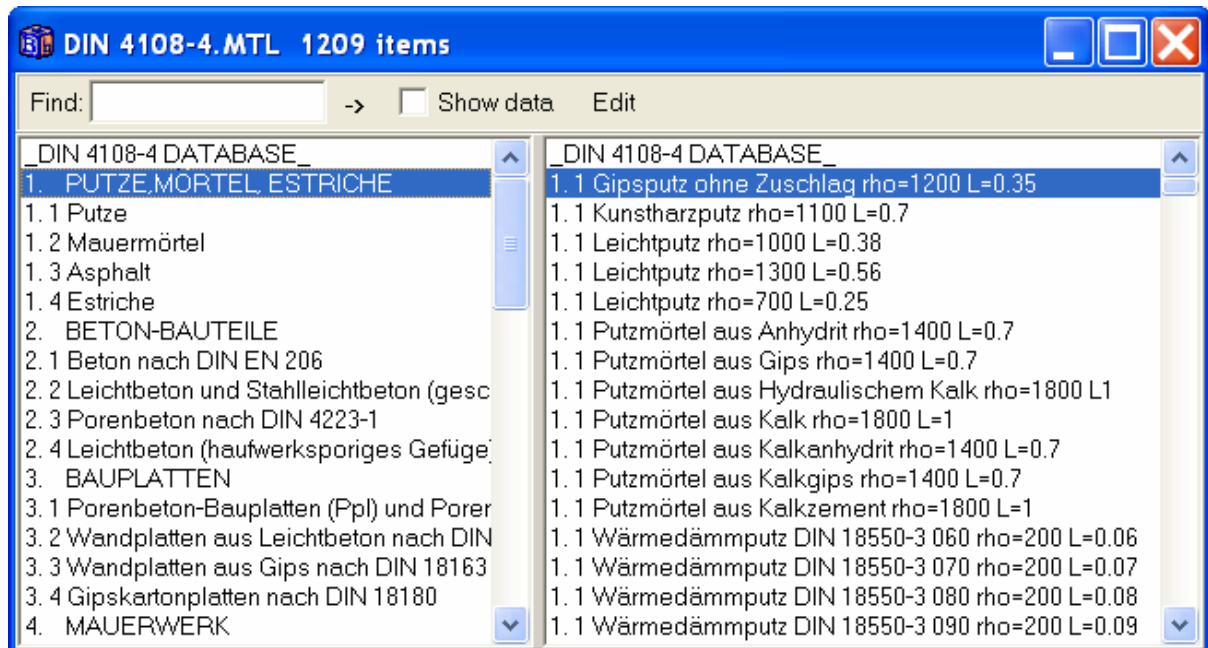 DIN 4108-4.MTL 1209 items
Find: -> Show data Edit
_DIN 4108-4 DATABASE_
1. PUTZE,MÖRTEL, ESTRICHE
1. 1 Putze
1. 2 Mauermörtel
1. 3 Asphalt
1. 4 Estriche
2. BETON-BAUTEILE
2. 1 Beton nach DIN EN 206
2. 2 Leichtbeton und Stahlleichtbeton (gesc
2. 3 Porenbeton nach DIN 4223-1
2. 4 Leichtbeton (haufwerksporiges Gefüge)
3. BAUPLATTEN
3. 1 Porenbeton-Bauplatten (Ppl) und Porer
3. 2 Wandplatten aus Leichtbeton nach DIN
3. 3 Wandplatten aus Gips nach DIN 18163
3. 4 Gipskartonplatten nach DIN 18180
4. MAUERWERK
_DIN 4108-4 DATABASE_
1. 1 Gipsputz ohne Zuschlag rho=1200 L=0.35
1. 1 Kunstharzputz rho=1100 L=0.7
1. 1 Leichtputz rho=1000 L=0.38
1. 1 Leichtputz rho=1300 L=0.56
1. 1 Leichtputz rho=700 L=0.25
1. 1 Putzmörtel aus Anhydrit rho=1400 L=0.7
1. 1 Putzmörtel aus Gips rho=1400 L=0.7
1. 1 Putzmörtel aus Hydraulischem Kalk rho=1800 L1
1. 1 Putzmörtel aus Kalk rho=1800 L=1
1. 1 Putzmörtel aus Kalkanhydrit rho=1400 L=0.7
1. 1 Putzmörtel aus Kalkgips rho=1400 L=0.7
1. 1 Putzmörtel aus Kalkzement rho=1800 L=1
1. 1 Wärmedämmputz DIN 18550-3 060 rho=200 L=0.06
1. 1 Wärmedämmputz DIN 18550-3 070 rho=200 L=0.07
1. 1 Wärmedämmputz DIN 18550-3 080 rho=200 L=0.08
1. 1 Wärmedämmputz DIN 18550-3 090 rho=200 L=0.09